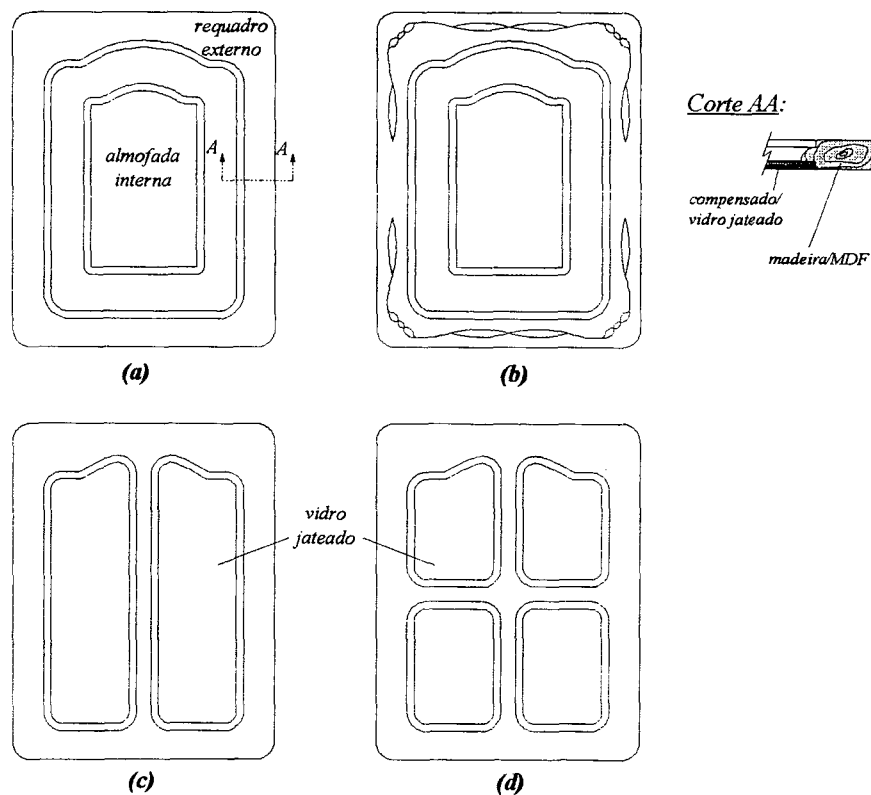 requadro
externo
A
A
almofada
interna
(a)
(b)
Corte AA:
compensado/
vidro jateado
madeira/MDF
vidro
jateado
(c)
(d)